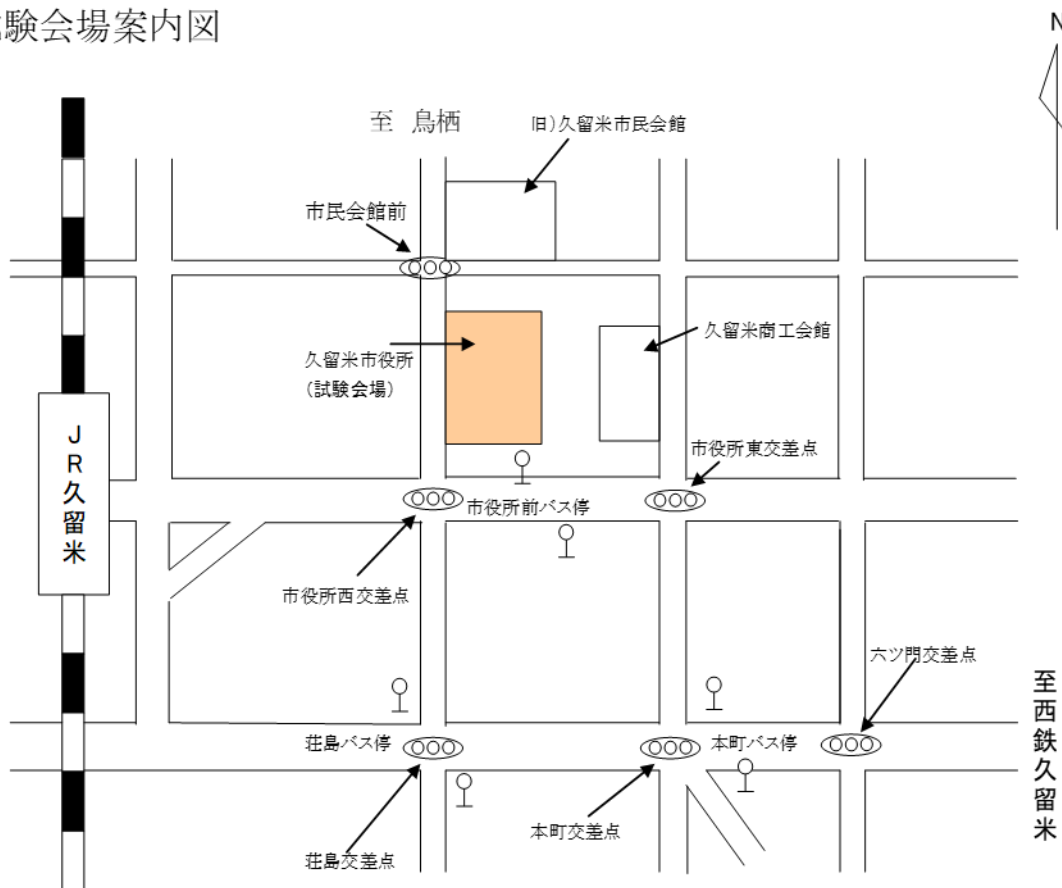 験会場案内図
N
至 鳥栖
旧)久留米市民会館
市民会館前
久留米商工会館
久留米市役所
(試験会場)
JR久留米
市役所東交差点
市役所前バス停
市役所西交差点
六ツ門交差点
至西鉄久留米
荘島バス停
本町バス停
本町交差点
荘島交差点